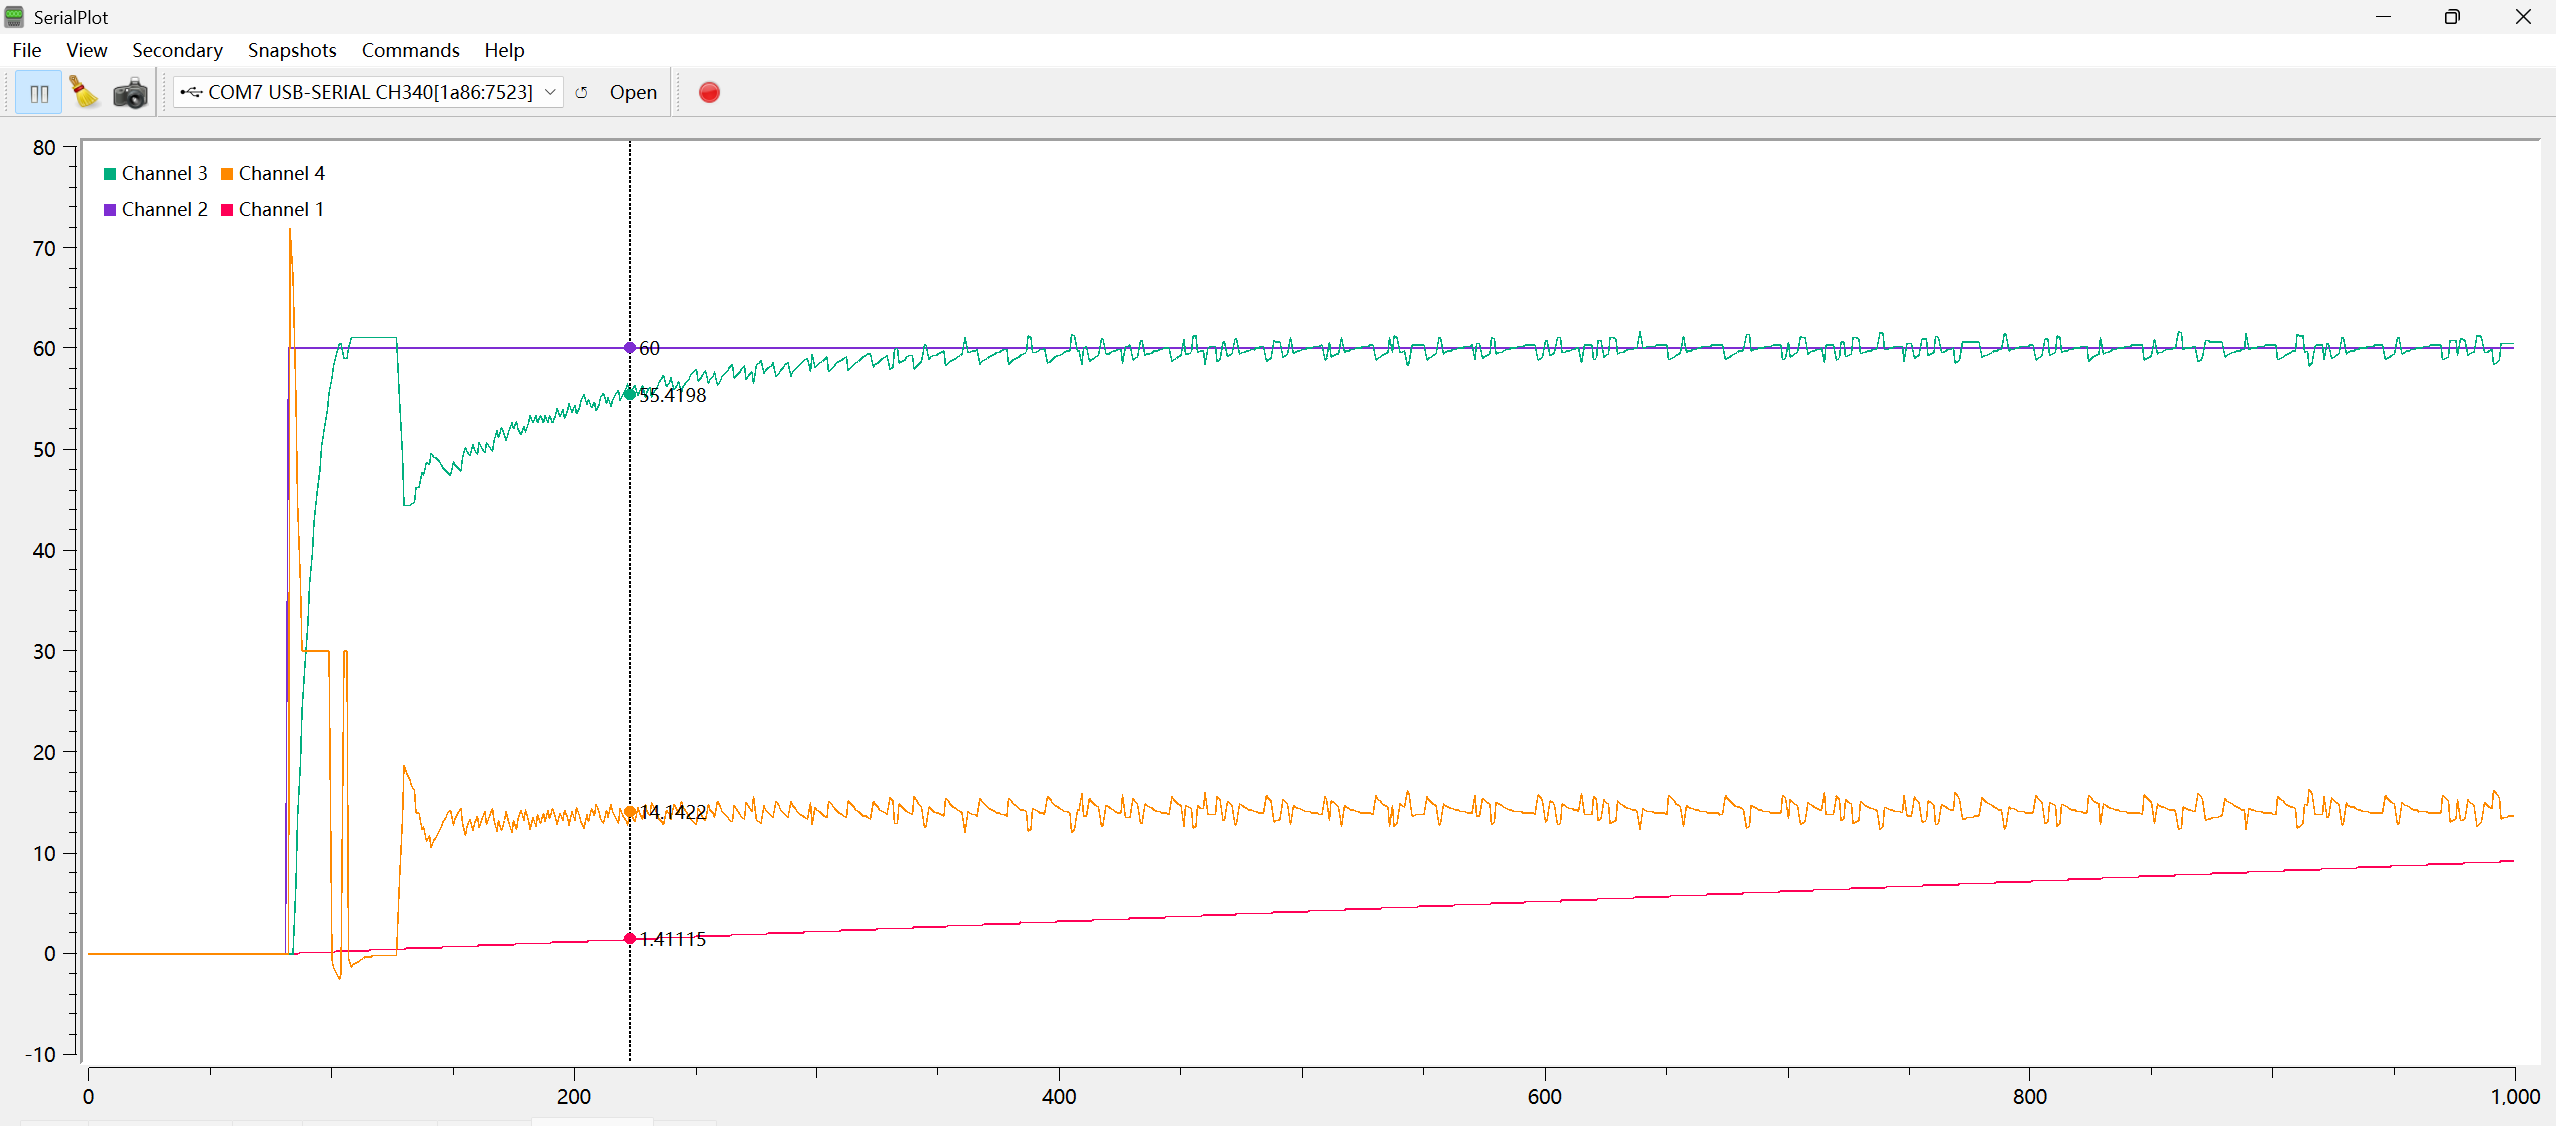 SerialPlot
File View Secondary Snapshots Commands Help
COM7 USB-SERIAL CH340[1a86:7523] Open
80
70
60
50
40
30
20
10
0
-10
Channel 3 Channel 4
Channel 2 Channel 1
60
55.4198
14.1422
1.41115
0 200 400 600 800 1,000